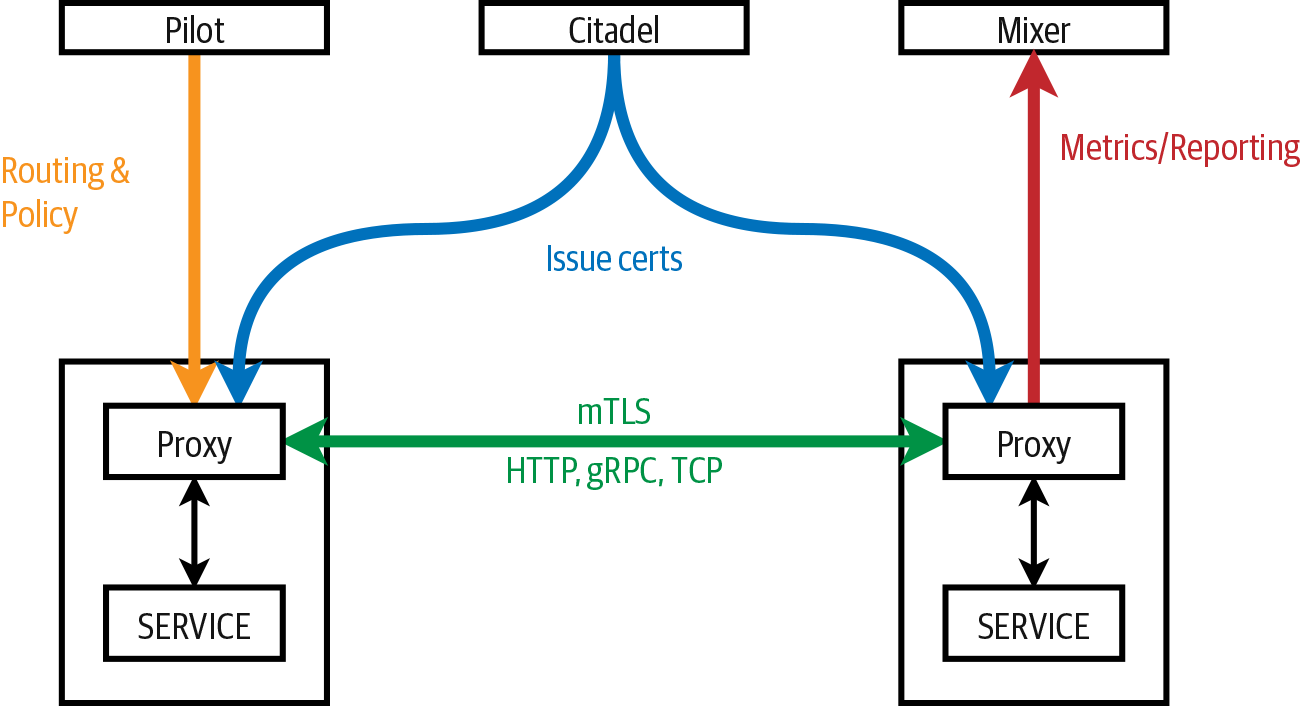 Pilot
Citadel
Mixer
Metrics/Reporting
Routing &
Policy
Issue certs
mTLS
Proxy
Proxy
HTTP, gRPC, TCP
SERVICE
SERVICE